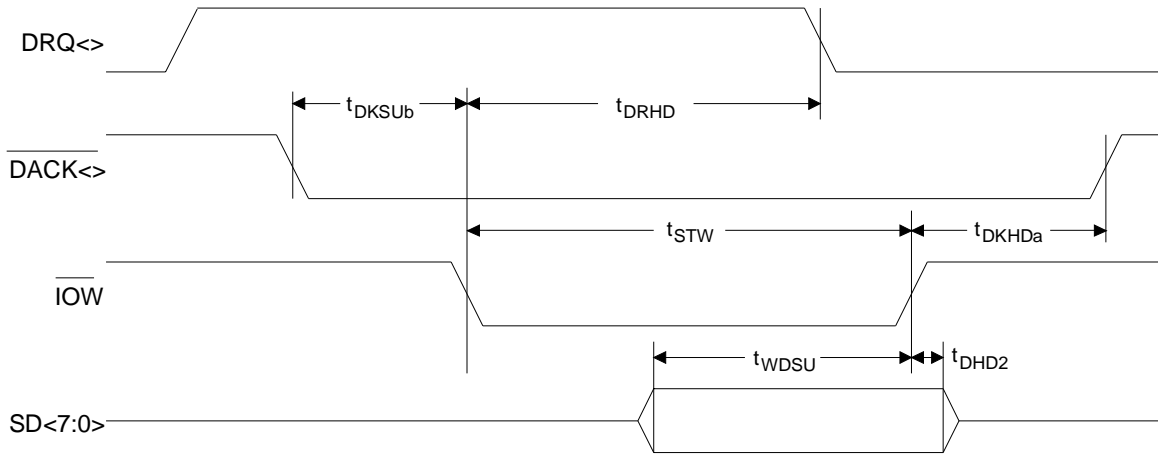 DRQ<>
tDKSUb
tDRHD
DACK<>
tSTW
tDKHDa
IOW
tWDSU
tDHD2
SD<7:0>